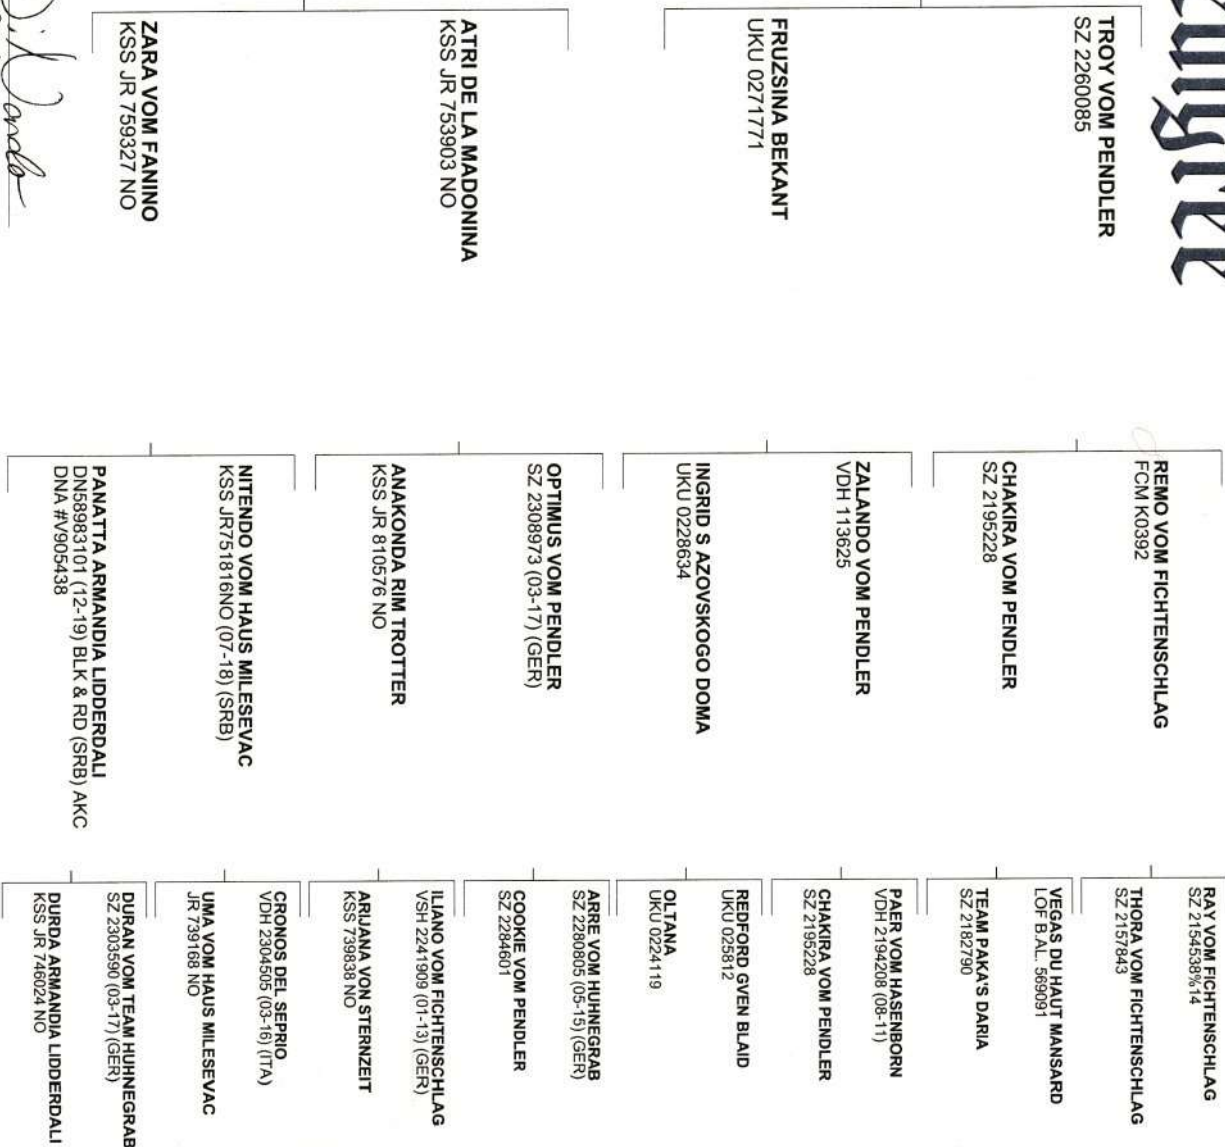 TROY VOM PENDLER
SZ 2260085
FRUZSINA BEKANT
UKU 0271771
ATRI DE LA MADONINA
KSS JR 753903 NO
ZARA VOM FANINO
KSS JR 759327 NO
REMO VOM FICHTENSCHLAG
FCM K0392
CHAKIRA VOM PENDLER
SZ 2195228
ZALANDO VOM PENDLER
VDH 113625
INGRID S AZOVSKOGO DOMA
UKU 0228634
OPTIMUS VOM PENDLER
SZ 2308973 (03-17) (GER)
ANAKONDA RIM TROTTER
KSS JR 810576 NO
NITENDO VOM HAUS MILESEVAC
KSS JR751816NO (07-18) (SRB)
PANATTA ARMANDIA LIDDERDALI
DN58983101 (12-19) BLK & RD (SRB) AKC
DNA #V905438
RAY VOM FICHTENSCHLAG
SZ 2154538%14
THORA VOM FICHTENSCHLAG
SZ 2157843
VEGAS DU HAUT MANSARD
LOF B.AL. 569091
TEAM PAKA'S DARIA
SZ 2182790
PAER VOM HASENBORN
VDH 2194208 (08-11)
CHAKIRA VOM PENDLER
SZ 2195228
REDFORD GVEN BLAID
UKU 025812
OLTANA
UKU 0224119
ARRE VOM HUHNEGRAB
SZ 2280805 (05-15) (GER)
COOKIE VOM PENDLER
SZ 2284601
ILIANO VOM FICHTENSCHLAG
VSH 2241909 (01-13) (GER)
ARIJANA VON STERNZEIT
KSS 739838 NO
CRONOS DEL SEPRIO
VDH 2304505 (03-16) (ITA)
UMA VOM HAUS MILESEVAC
JR 739168 NO
DURAN VOM TEAM HUHNEGRAB
SZ 2303590 (03-17) (GER)
DURDA ARMANDIA LIDDERDALI
KSS JR 746024 NO